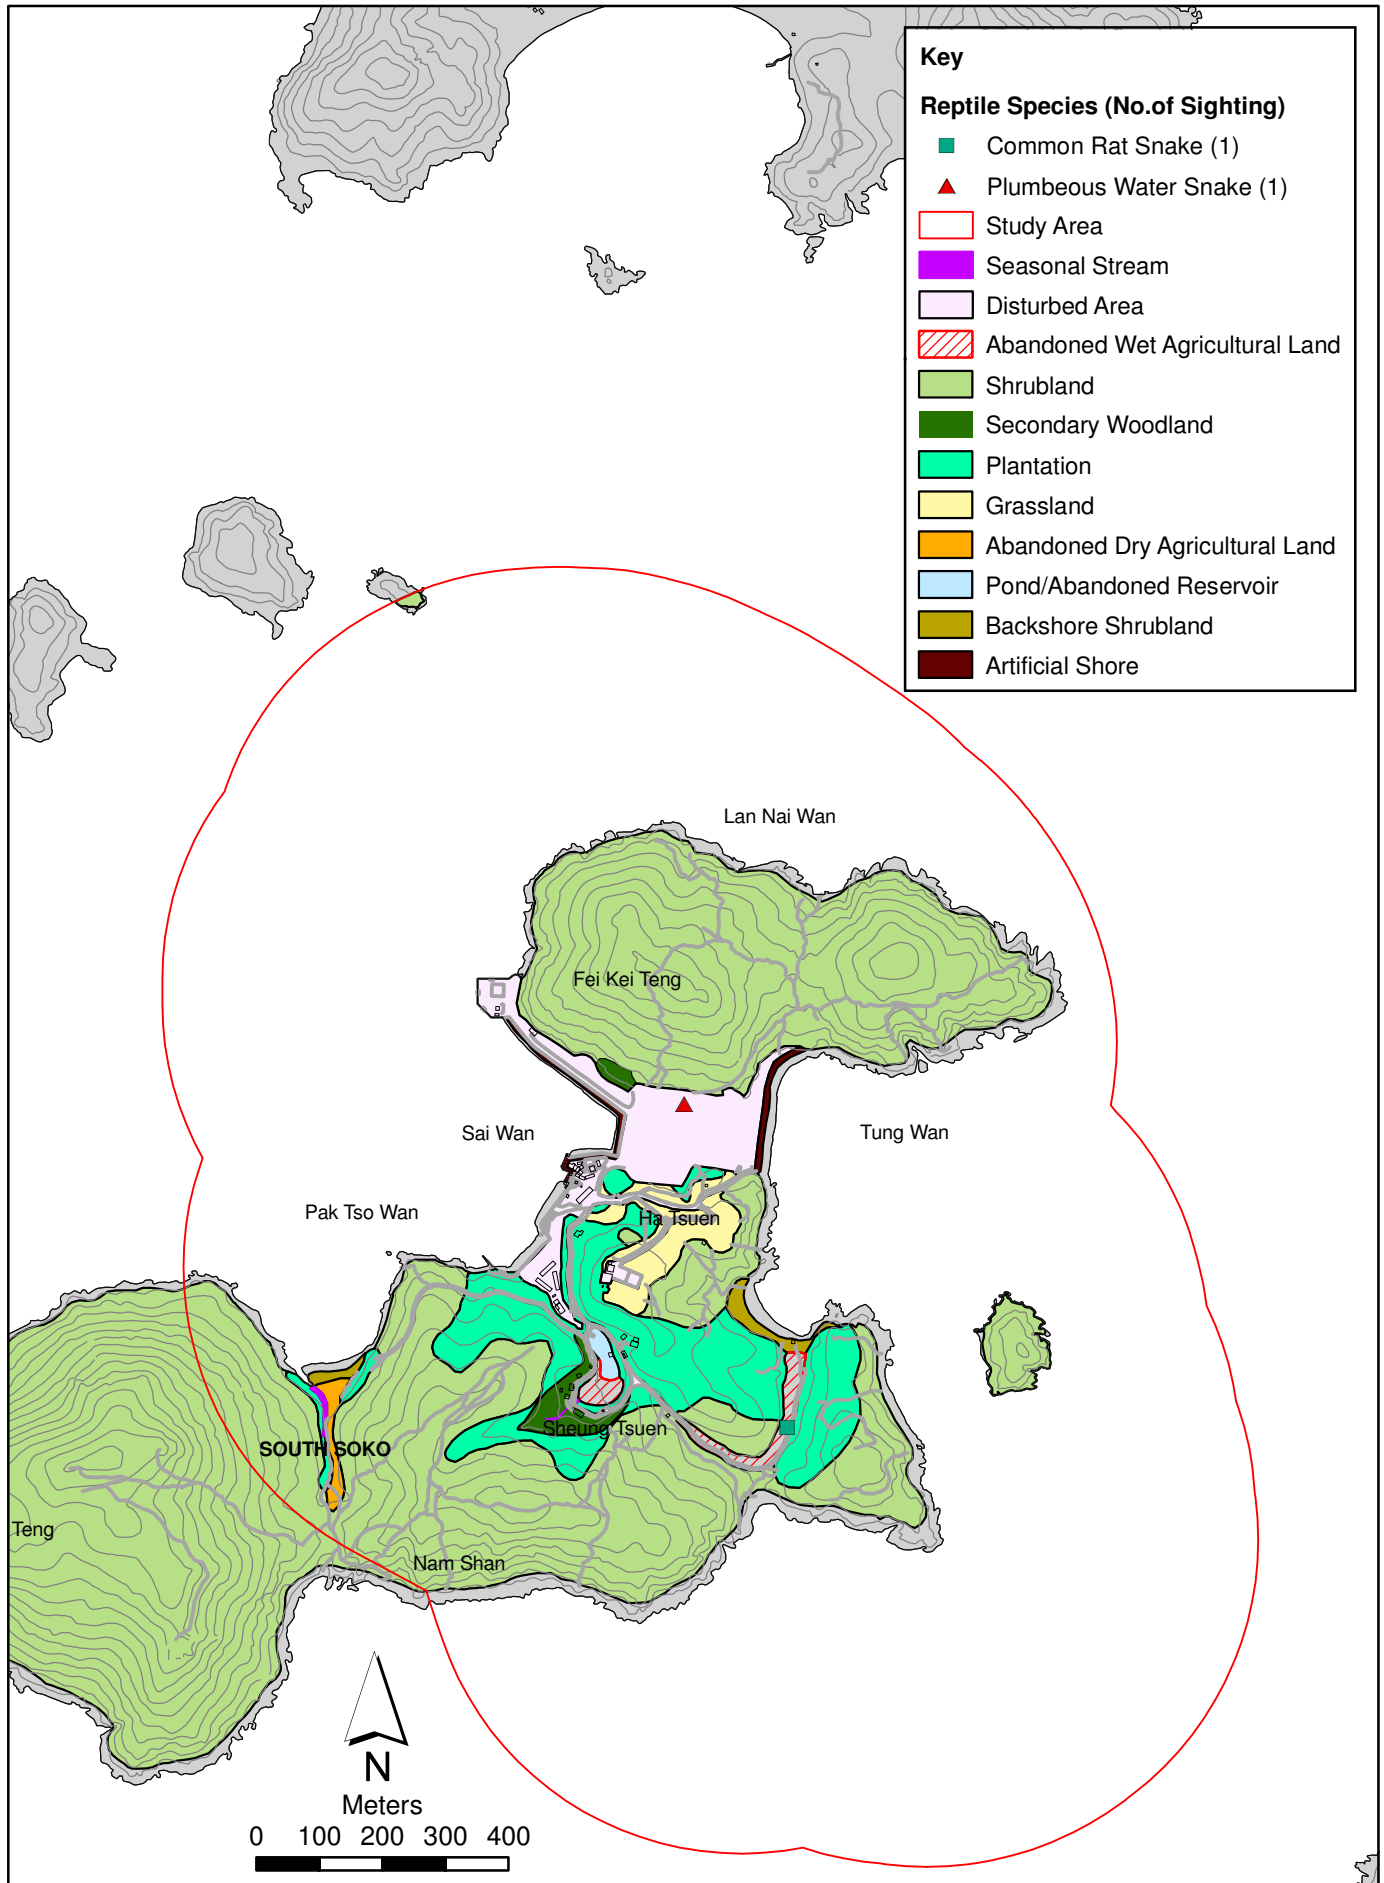 Key
Reptile Species (No.of Sighting)
Common Rat Snake (1)
Plumbeous Water Snake (1)
Study Area
Seasonal Stream
Disturbed Area
Abandoned Wet Agricultural Land
Shrubland
Secondary Woodland
Plantation
Grassland
Abandoned Dry Agricultural Land
Pond/Abandoned Reservoir
Backshore Shrubland
Artificial Shore
Lan Nai Wan
Fei Kei Teng
Sai Wan
Tung Wan
Pak Tso Wan
Ha Tsuen
Sheung Tsuen
SOUTH SOKO
Teng
Nam Shan
N
Meters
0 100 200 300 400